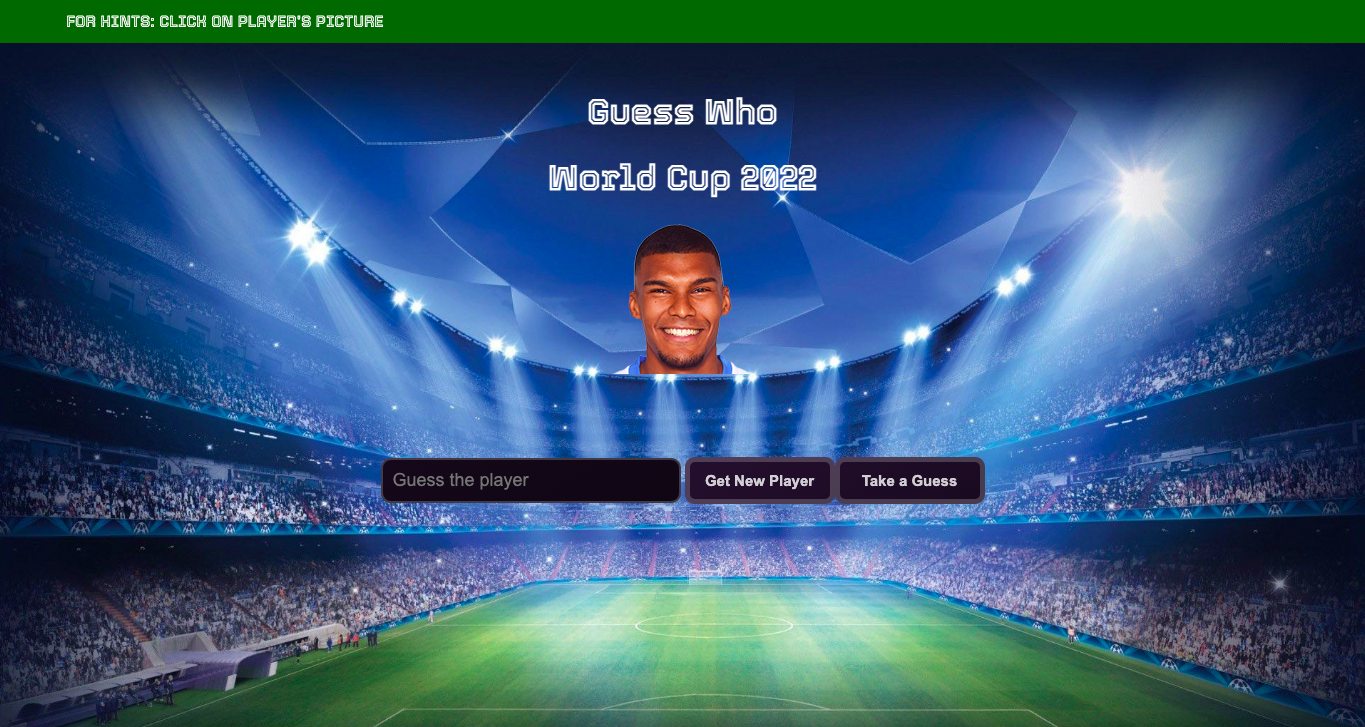 FOR HINTS: CLICK ON PLAYER'S PICTURE
Guess Who
World Cup 2022
Guess the player
Get New Player
Take a Guess